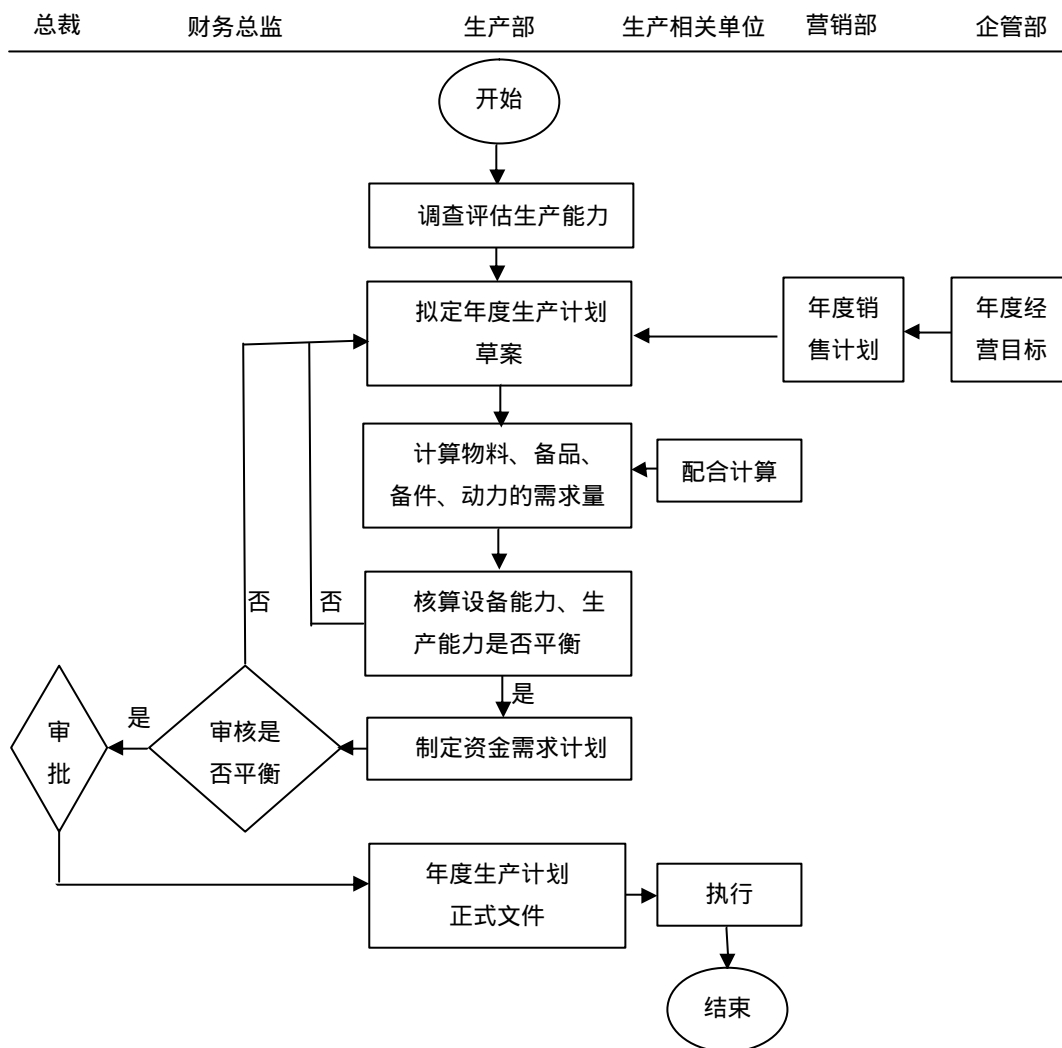 总裁 财务总监 生产部 生产相关单位 营销部 企管部
开始
调查评估生产能力
拟定年度生产计划
草案
年度销
售计划
年度经
营目标
计算物料、备品、
备件、动力的需求量
配合计算
否
否
核算设备能力、生
产能力是否平衡
是
审
批
是
审核是
否平衡
制定资金需求计划
年度生产计划
正式文件
执行
结束